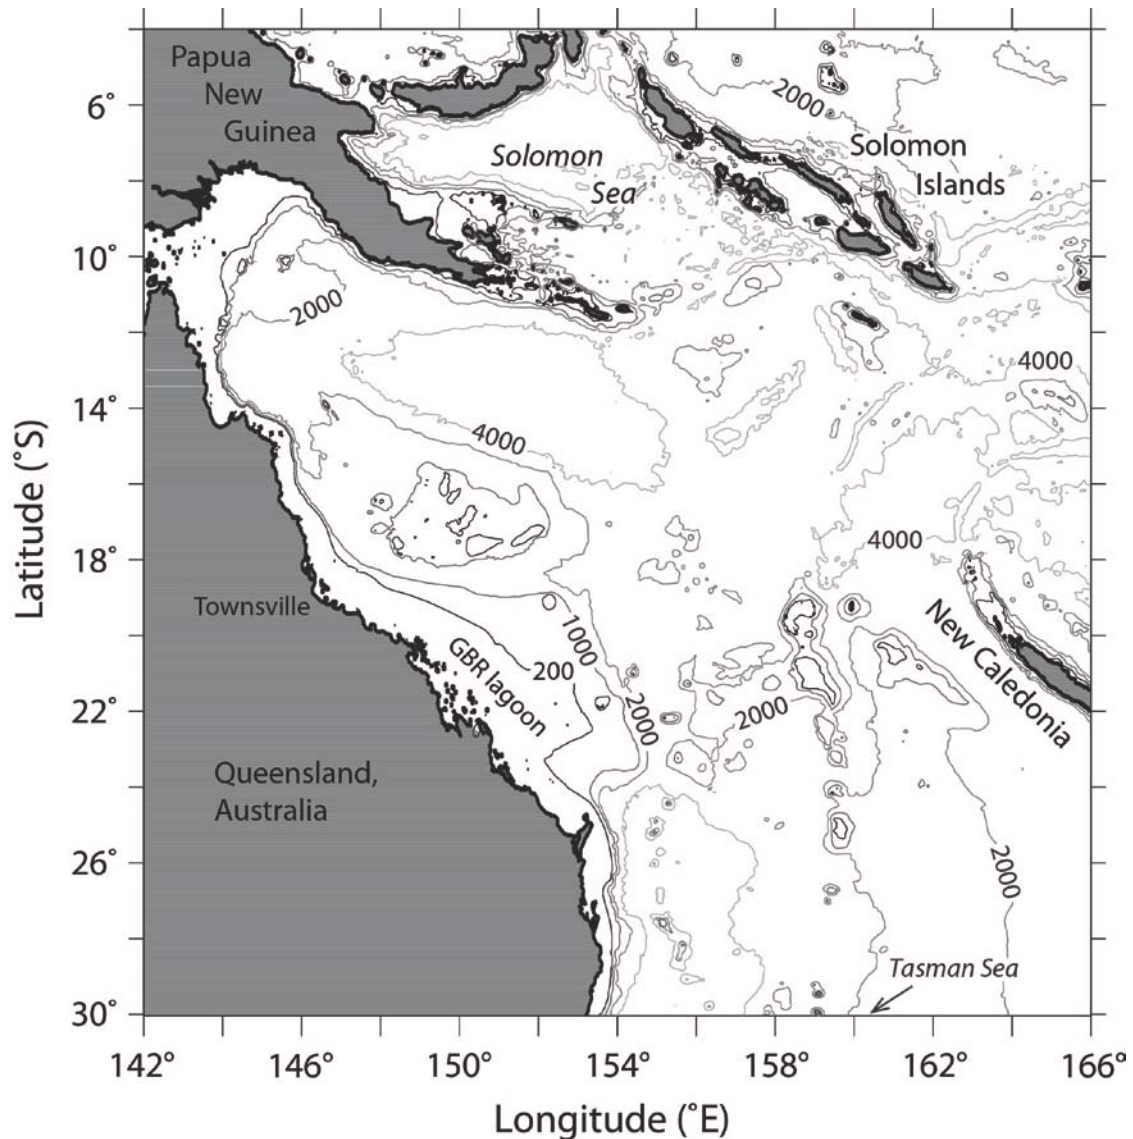 Papua
New
Guinea
2000
Solomon
Sea
Solomon
Islands
6°
10°
2000
4000
14°
4000
4000
18°
Townsville
GBR lagoon
1000
200
2000
2000
New Caledonia
22°
Queensland,
Australia
2000
26°
Tasman Sea
30°
142°
146°
150°
154°
158°
162°
166°
Latitude (°S)
Longitude (°E)